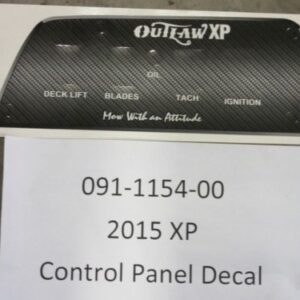 OUTLAW XP
OIL
DECK LIFT BLADES TACH IGNITION
Mow With an Attitude
091-1154-00
2015 XP
Control Panel Decal